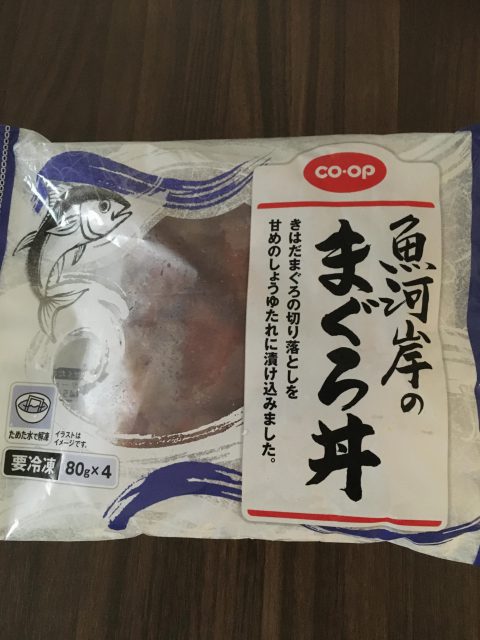 CO·OP
魚河岸の
まぐろ丼
きはだまぐろの切り落としを
甘めのしょうゆたれに漬け込みました。
ためた水で解凍
イラストは
イメージです。
要冷凍
80g×4